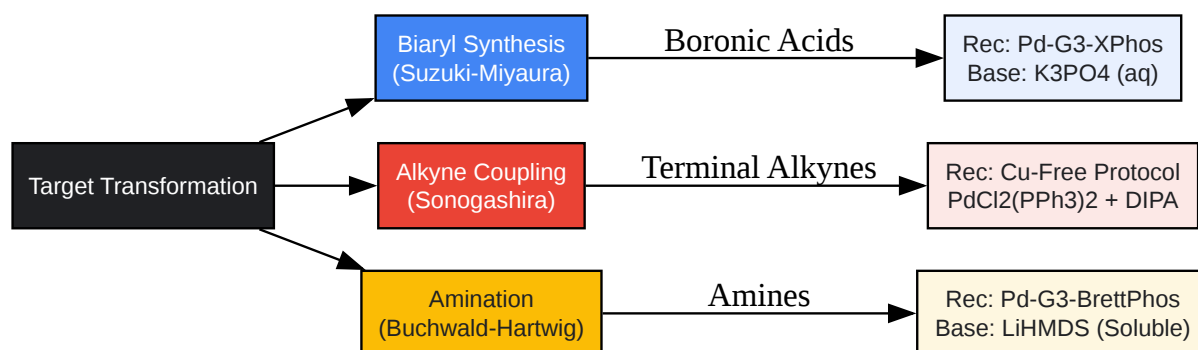 Biaryl Synthesis
(Suzuki-Miyaura)
Boronic Acids
Rec: Pd-G3-XPhos
Base: K3PO4 (aq)
Target Transformation
Alkyne Coupling
(Sonogashira)
Terminal Alkynes
Rec: Cu-Free Protocol
PdCl2(PPh3)2 + DIPA
Amination
(Buchwald-Hartwig)
Amines
Rec: Pd-G3-BrettPhos
Base: LiHMDS (Soluble)